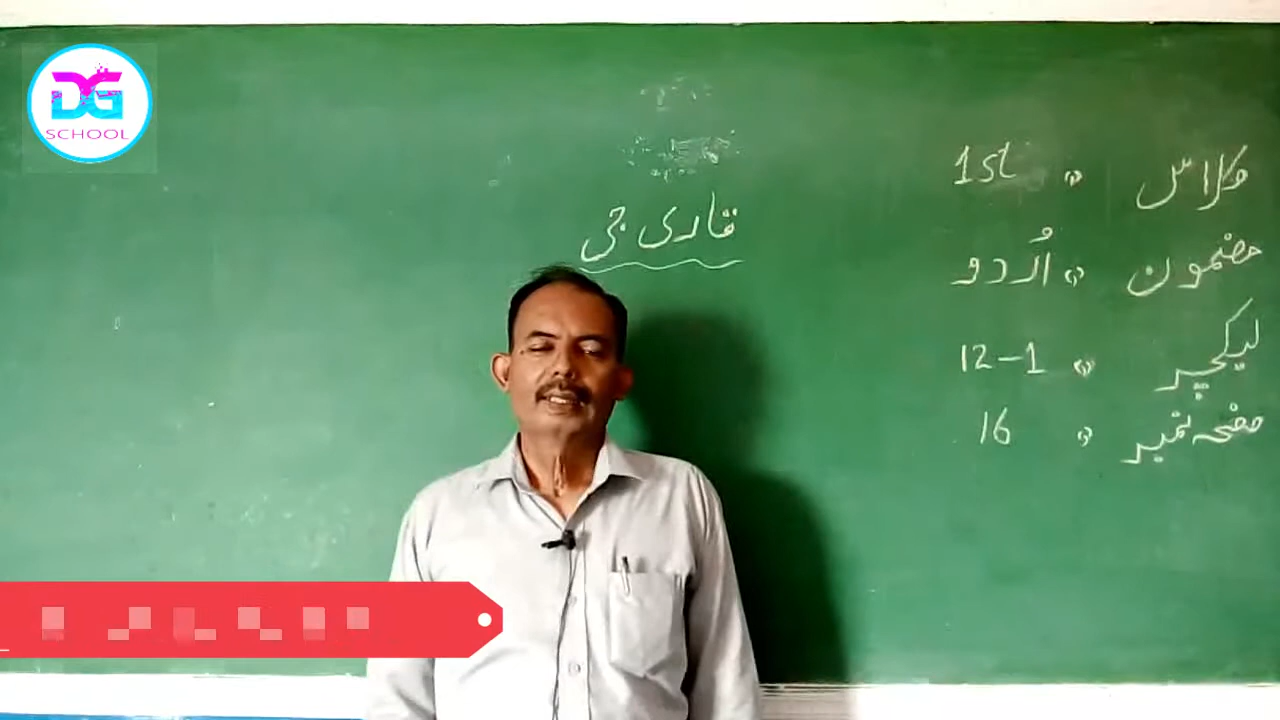 DG
SCHOOL
قاری جی
کلاس : 1st
مضمون : اُردو
لیکچر : 12-1
صفحہ نمبر : 16